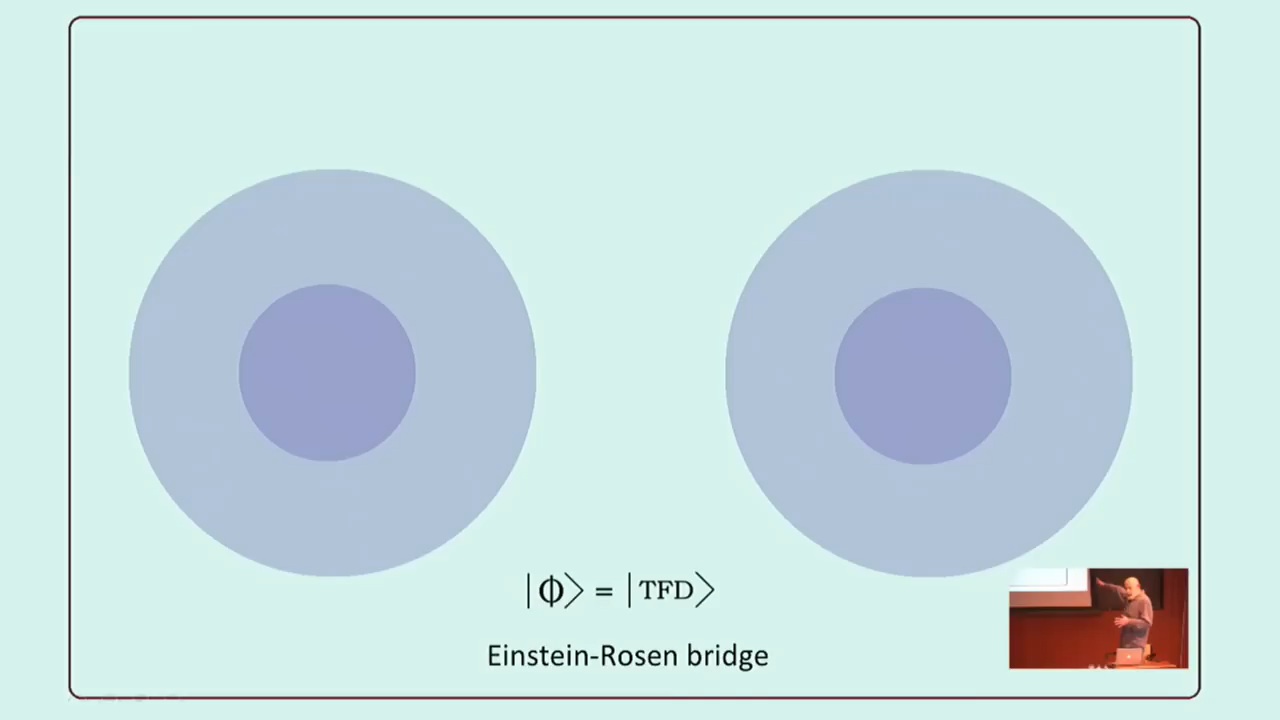 |Φ⟩ = |TFD⟩
Einstein-Rosen bridge